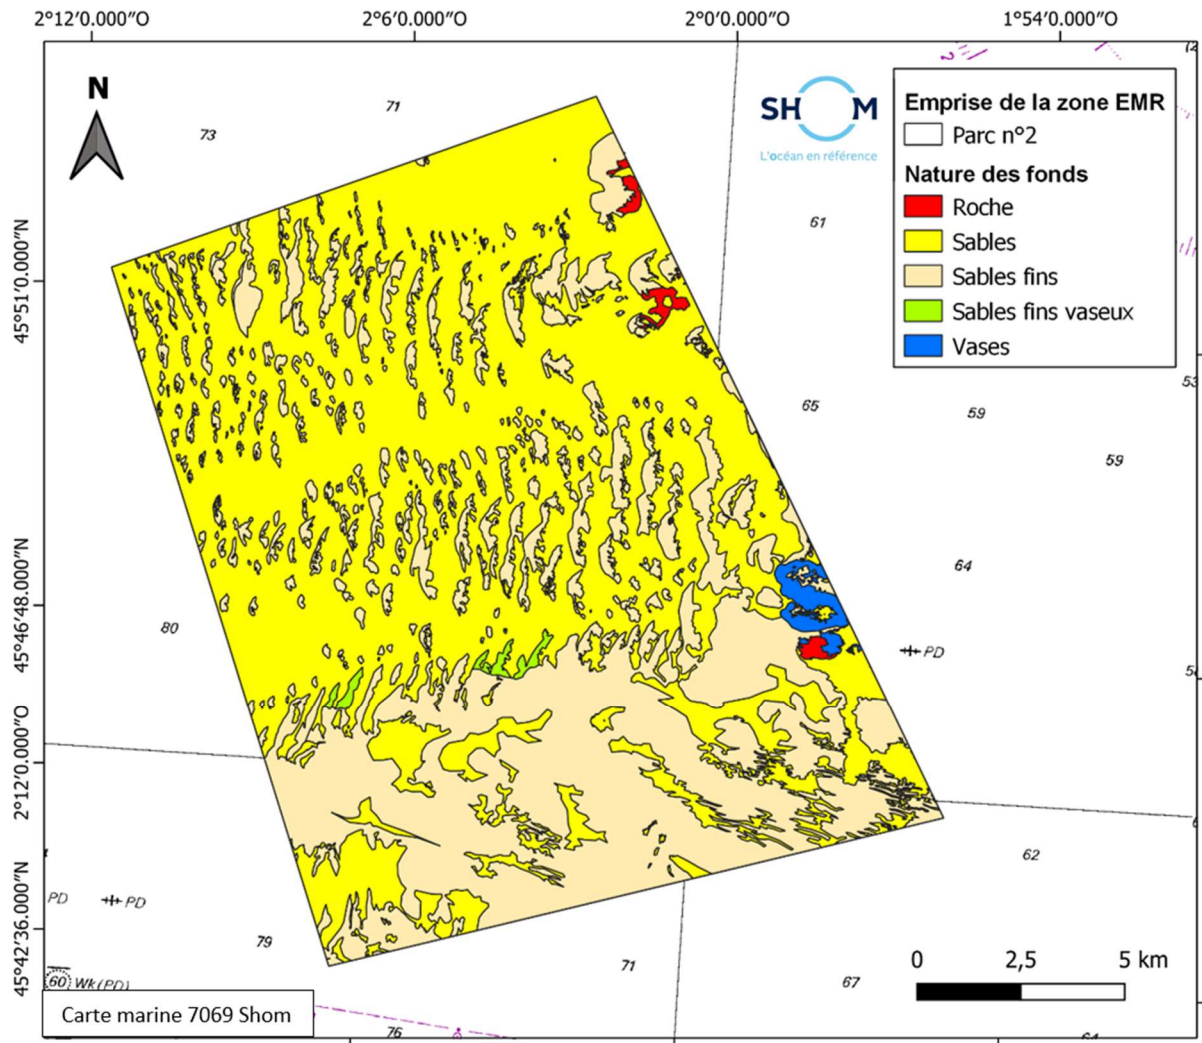 2°12'0.000"O
2°6'0.000"O
2°0'0.000"O
1°54'0.000"O
N
SHOM
L'océan en référence
Emprise de la zone EMR
Parc n°2
Nature des fonds
Roche
Sables
Sables fins
Sables fins vaseux
Vases
71
73
61
45°51'0.000"N
53
65
59
59
45°46'48.000"N
64
80
PD
2°12'0.000"O
62
45°42'36.000"N
PD
PD
79
71
67
0
2,5
5 km
60 Wk(PD)
Carte marine 7069 Shom
76